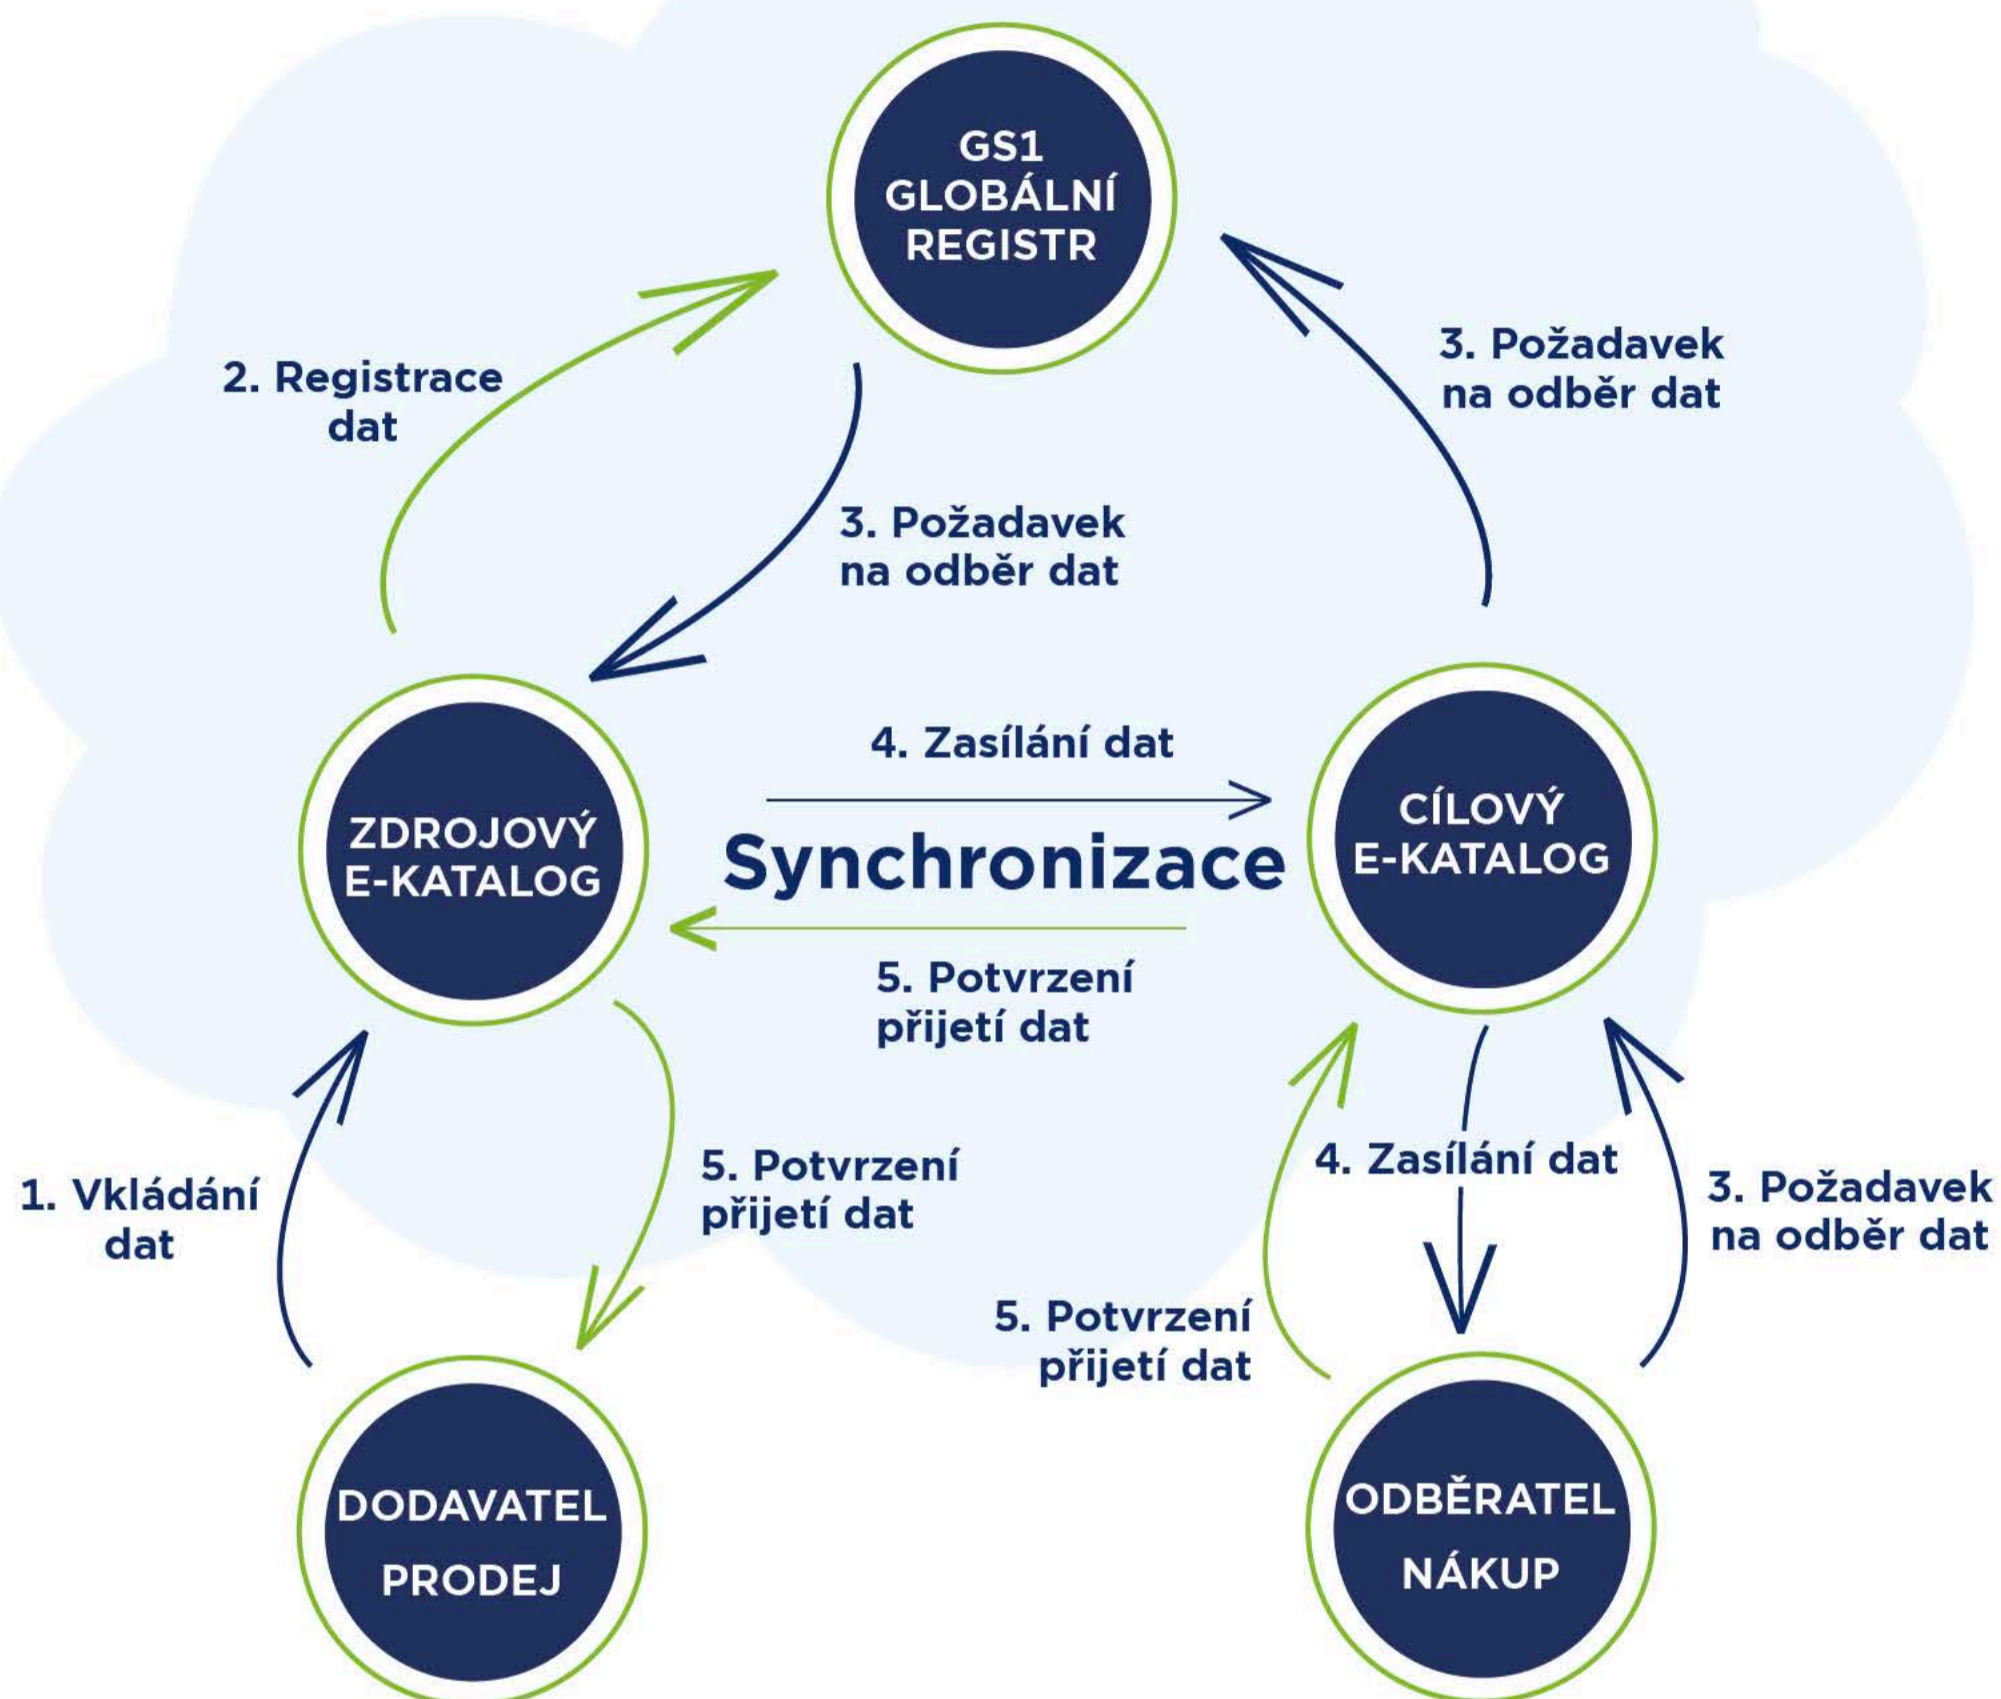 GS1
GLOBÁLNÍ
REGISTR
2. Registrace
dat
3. Požadavek
na odběr dat
3. Požadavek
na odběr dat
4. Zasílání dat
ZDROJOVÝ
E-KATALOG
Synchronizace
CÍLOVÝ
E-KATALOG
5. Potvrzení
přijetí dat
1. Vkládání
dat
5. Potvrzení
přijetí dat
4. Zasílání dat
3. Požadavek
na odběr dat
5. Potvrzení
přijetí dat
DODAVATEL
PRODEJ
ODBĚRATEL
NÁKUP